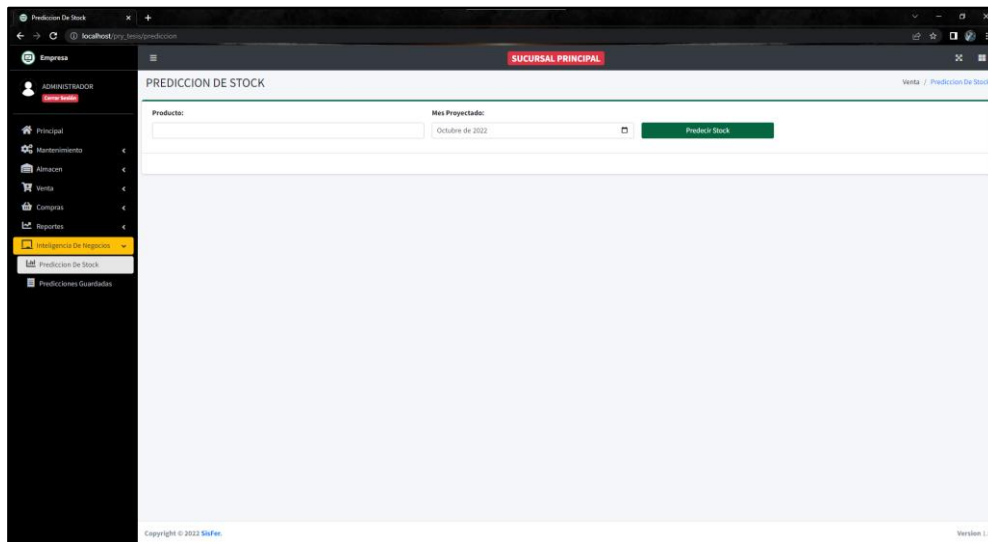 Prediccion De Stock
localhost/pry_tesis/prediccion
Empresa
SUCURSAL PRINCIPAL
ADMINISTRADOR
Cerrar Sesión
PREDICCION DE STOCK
Venta / Prediccion De Stock
Producto:
Mes Proyectado:
Octubre de 2022
Predecir Stock
Principal
Mantenimiento
Almacen
Venta
Compras
Reportes
Inteligencia De Negocios
Prediccion De Stock
Predicciones Guardadas
Copyright © 2022 SisFer.
Version 1.